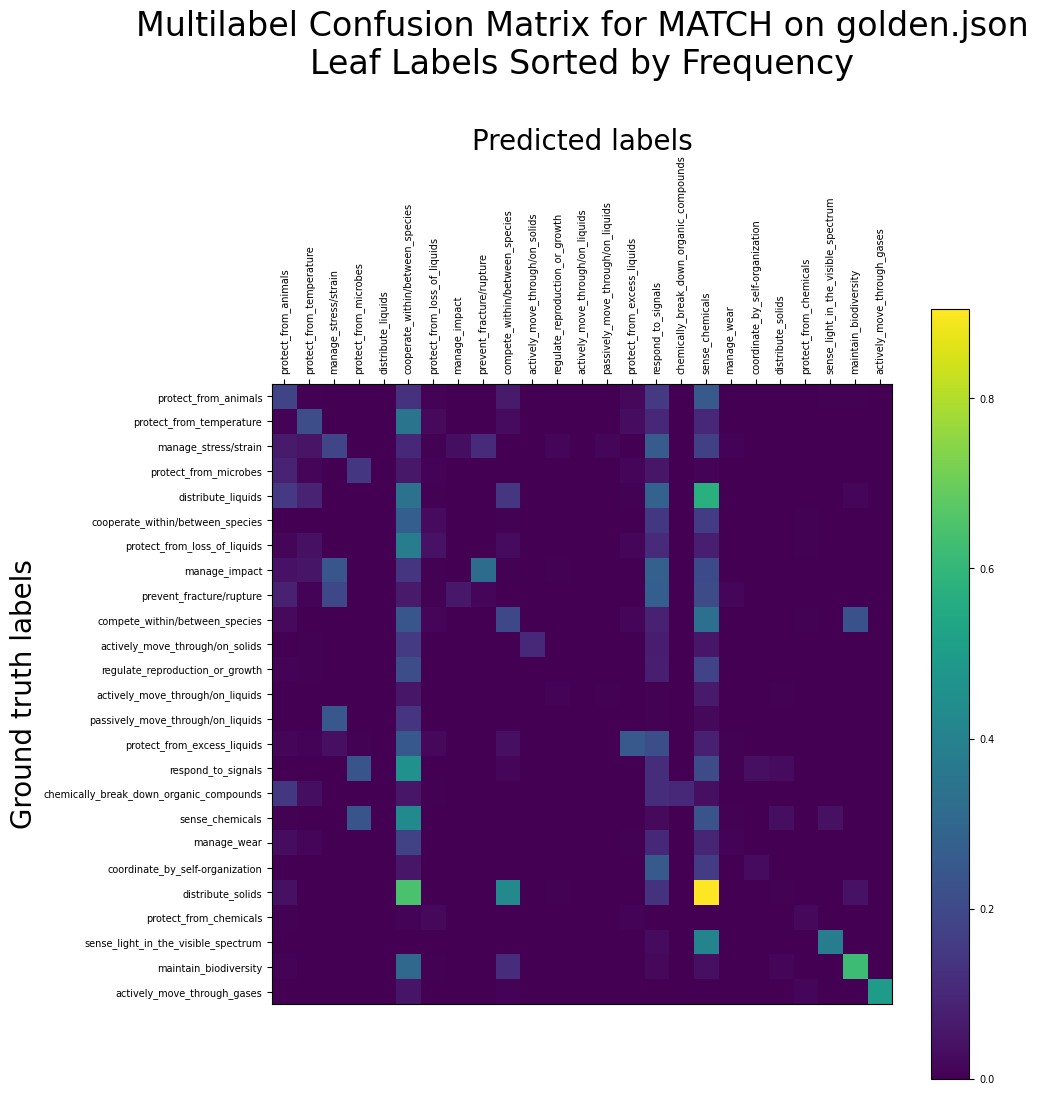 Multilabel Confusion Matrix for MATCH on golden.json
Leaf Labels Sorted by Frequency
Predicted labels
protect_from_animals
protect_from_temperature
manage_stress/strain
protect_from_microbes
distribute_liquids
cooperate_within/between_species
protect_from_loss_of_liquids
manage_impact
prevent_fracture/rupture
compete_within/between_species
actively_move_through/on_solids
regulate_reproduction_or_growth
actively_move_through/on_liquids
passively_move_through/on_liquids
protect_from_excess_liquids
respond_to_signals
chemically_break_down_organic_compounds
sense_chemicals
manage_wear
coordinate_by_self-organization
distribute_solids
protect_from_chemicals
sense_light_in_the_visible_spectrum
maintain_biodiversity
actively_move_through_gases
Ground truth labels
protect_from_animals
protect_from_temperature
manage_stress/strain
protect_from_microbes
distribute_liquids
cooperate_within/between_species
protect_from_loss_of_liquids
manage_impact
prevent_fracture/rupture
compete_within/between_species
actively_move_through/on_solids
regulate_reproduction_or_growth
actively_move_through/on_liquids
passively_move_through/on_liquids
protect_from_excess_liquids
respond_to_signals
chemically_break_down_organic_compounds
sense_chemicals
manage_wear
coordinate_by_self-organization
distribute_solids
protect_from_chemicals
sense_light_in_the_visible_spectrum
maintain_biodiversity
actively_move_through_gases
0.8
0.6
0.4
0.2
0.0